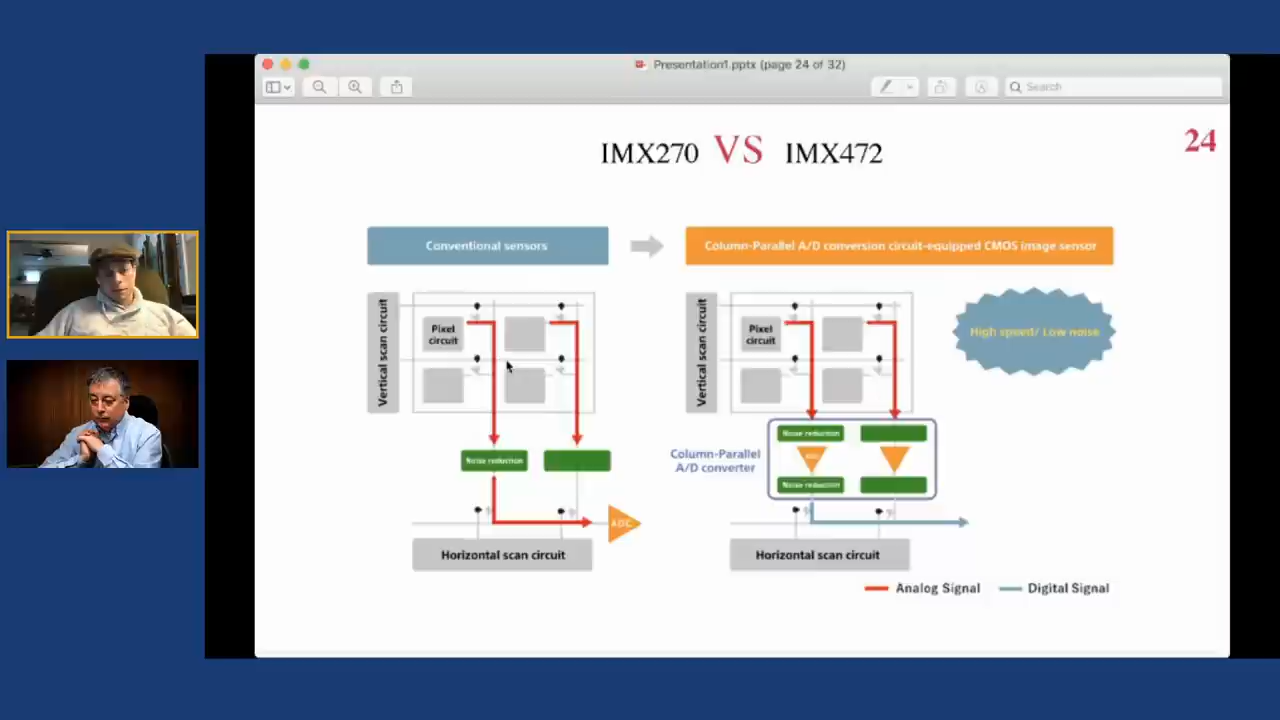 Presentation1.pptx (page 24 of 32)
Search
IMX270 VS IMX472
24
Conventional sensors
Column-Parallel A/D conversion circuit-equipped CMOS image sensor
Vertical scan circuit
Pixel
circuit
Noise reduction
ADC
Horizontal scan circuit
Vertical scan circuit
Pixel
circuit
High speed/ Low noise
Column-Parallel
A/D converter
Noise reduction
ADC
Noise reduction
Horizontal scan circuit
Analog Signal
Digital Signal